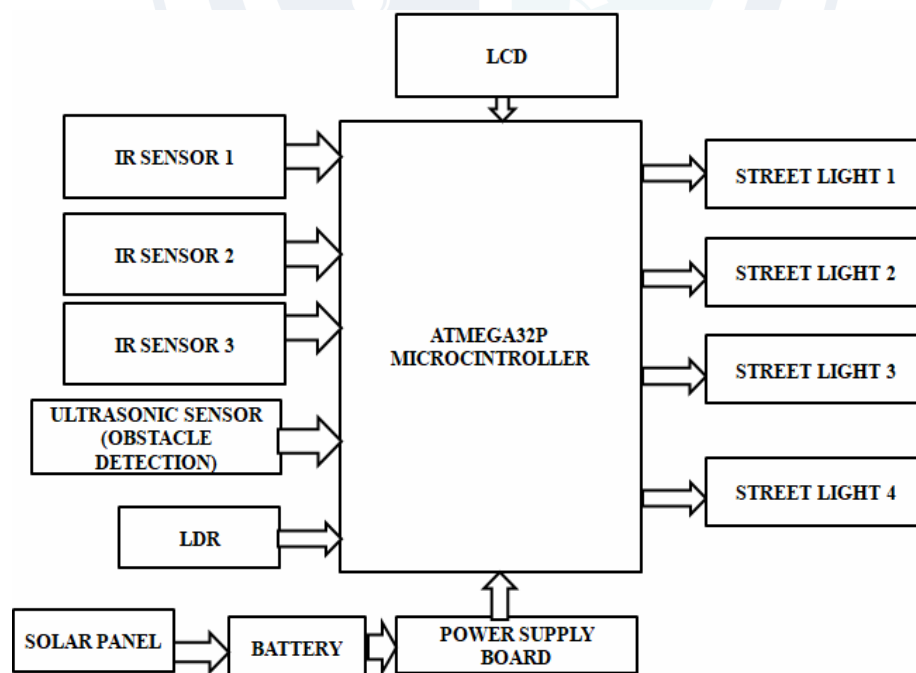 LCD
IR SENSOR 1
IR SENSOR 2
IR SENSOR 3
ULTRASONIC SENSOR
(OBSTACLE
DETECTION)
LDR
SOLAR PANEL
BATTERY
POWER SUPPLY
BOARD
ATMEGA32P
MICROCINTROLLER
STREET LIGHT 1
STREET LIGHT 2
STREET LIGHT 3
STREET LIGHT 4